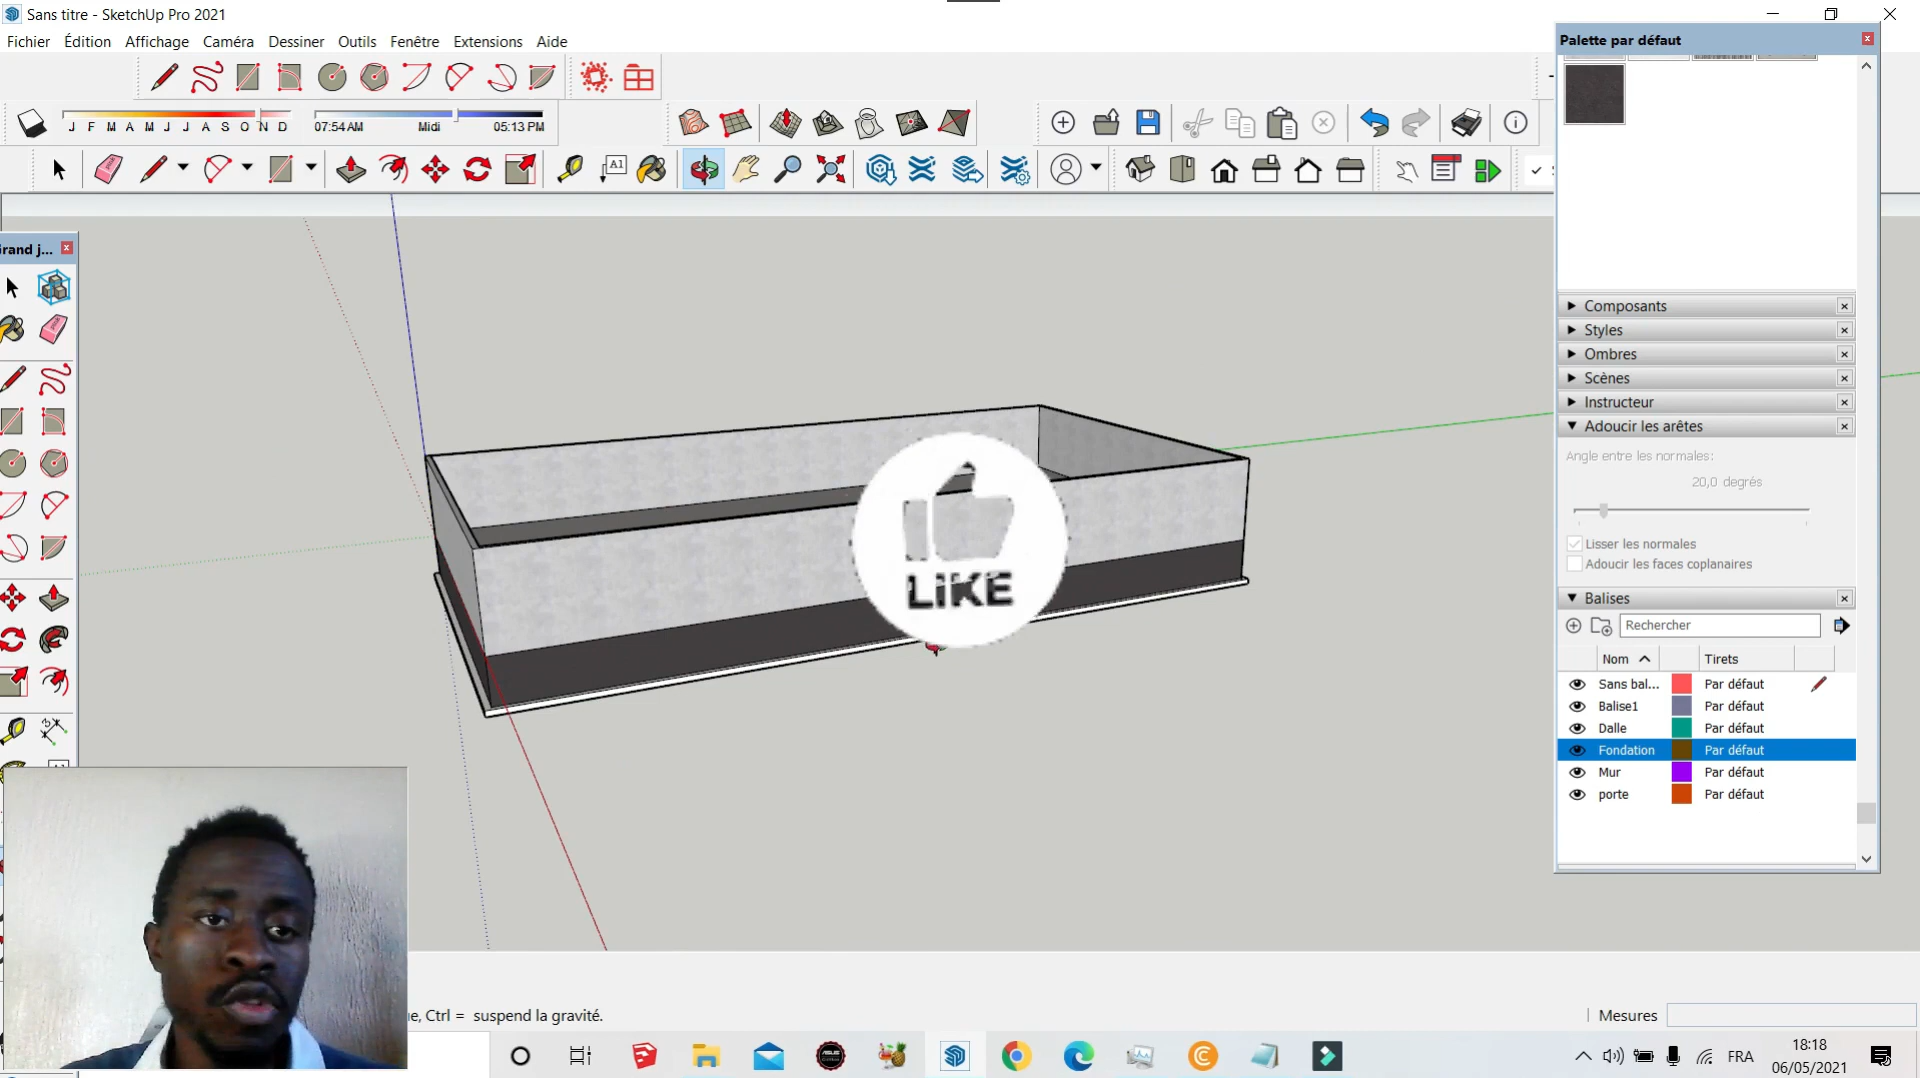 Sans titre - SketchUp Pro 2021
Fichier Édition Affichage Caméra Dessiner Outils Fenêtre Extensions Aide
Palette par défaut
J F M A M J J A S O N D
07:54 AM Midi 05:13 PM
A1
Grand j...
Composants
Styles
Ombres
Scènes
Instructeur
Adoucir les arêtes
Angle entre les normales:
20,0 degrés
Lisser les normales
Adoucir les faces coplanaires
Balises
Rechercher
Nom Tirets
Sans bal... Par défaut
Balise1 Par défaut
Dalle Par défaut
Fondation Par défaut
Mur Par défaut
porte Par défaut
LIKE
Ctrl = suspend la gravité.
Mesures
FRA
18:18
06/05/2021